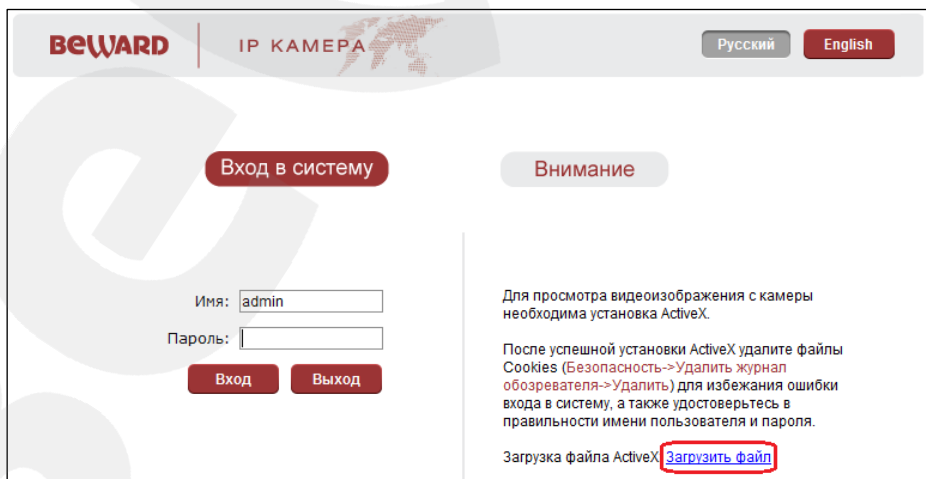 BEWARD IP КАМЕРА Русский English
Вход в систему
Внимание
Имя: admin
Пароль:
Вход Выход
Для просмотра видеоизображения с камеры
необходима установка ActiveX.
После успешной установки ActiveX удалите файлы
Cookies (Безопасность->Удалить журнал
обозревателя->Удалить) для избежания ошибки
входа в систему, а также удостоверьтесь в
правильности имени пользователя и пароля.
Загрузка файла ActiveX Загрузить файл